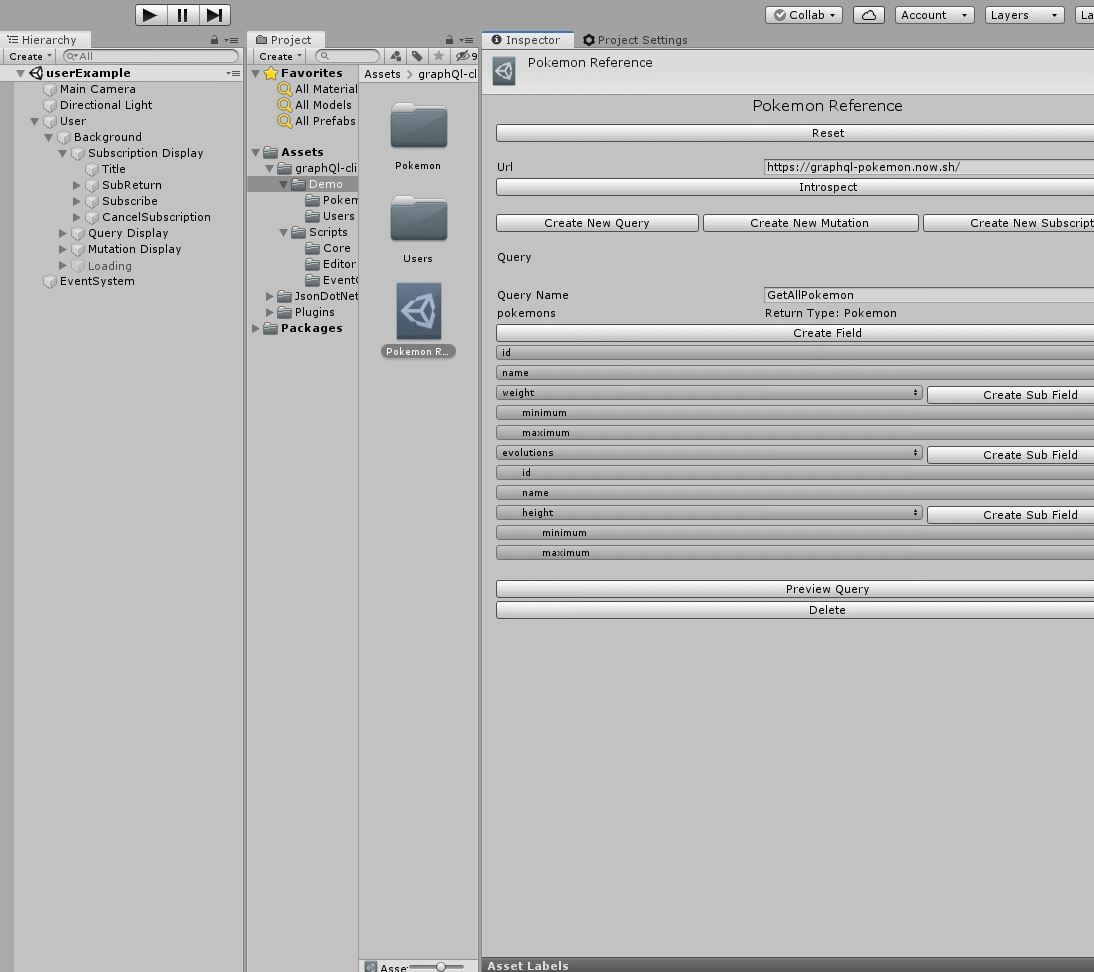 Collab
Account
Layers
La
Hierarchy
Create
All
userExample
Main Camera
Directional Light
User
Background
Subscription Display
Title
SubReturn
Subscribe
CancelSubscription
Query Display
Mutation Display
Loading
EventSystem
Project
Create
9
Favorites
All Material
All Models
All Prefabs
Assets
graphQl-cli
Demo
Pokem
Users
Scripts
Core
Editor
Event
JsonDotNet
Plugins
Packages
Assets > graphQl-cl
Pokemon
Users
Pokemon R...
Asse
Inspector
Project Settings
Pokemon Reference
Pokemon Reference
Reset
Url https://graphql-pokemon.now.sh/
Introspect
Create New Query Create New Mutation Create New Subscript
Query
Query Name GetAllPokemon
pokemons Return Type: Pokemon
Create Field
id
name
weight Create Sub Field
minimum
maximum
evolutions Create Sub Field
id
name
height Create Sub Field
minimum
maximum
Preview Query
Delete
Asset Labels